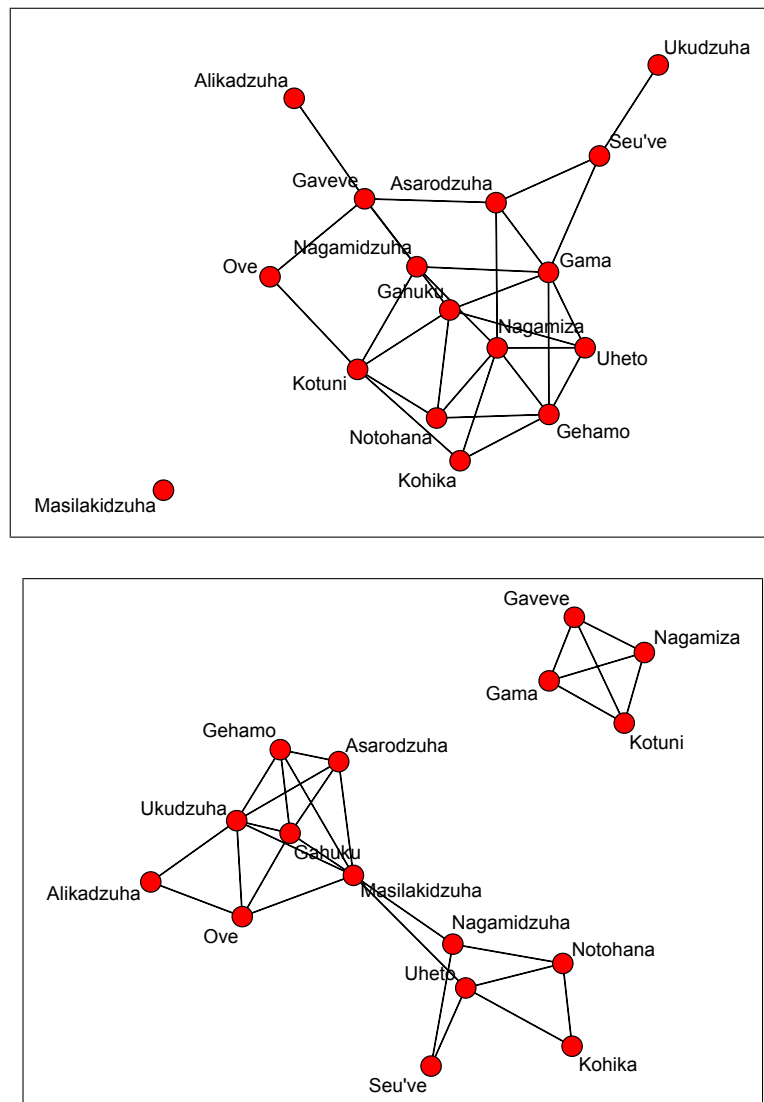 Ukudzuha
Alikadzuha
Seu've
Gaveve
Asarodzuha
Nagamidzuha
Ove
Gama
Gahuku
Nagamiza
Uheto
Kotuni
Notohana
Gehamo
Kohika
Masilakidzuha
Gaveve
Nagamiza
Gama
Kotuni
Gehamo
Asarodzuha
Ukudzuha
Gahuku
Alikadzuha
Masilakidzuha
Ove
Nagamidzuha
Notohana
Uheto
Kohika
Seu've